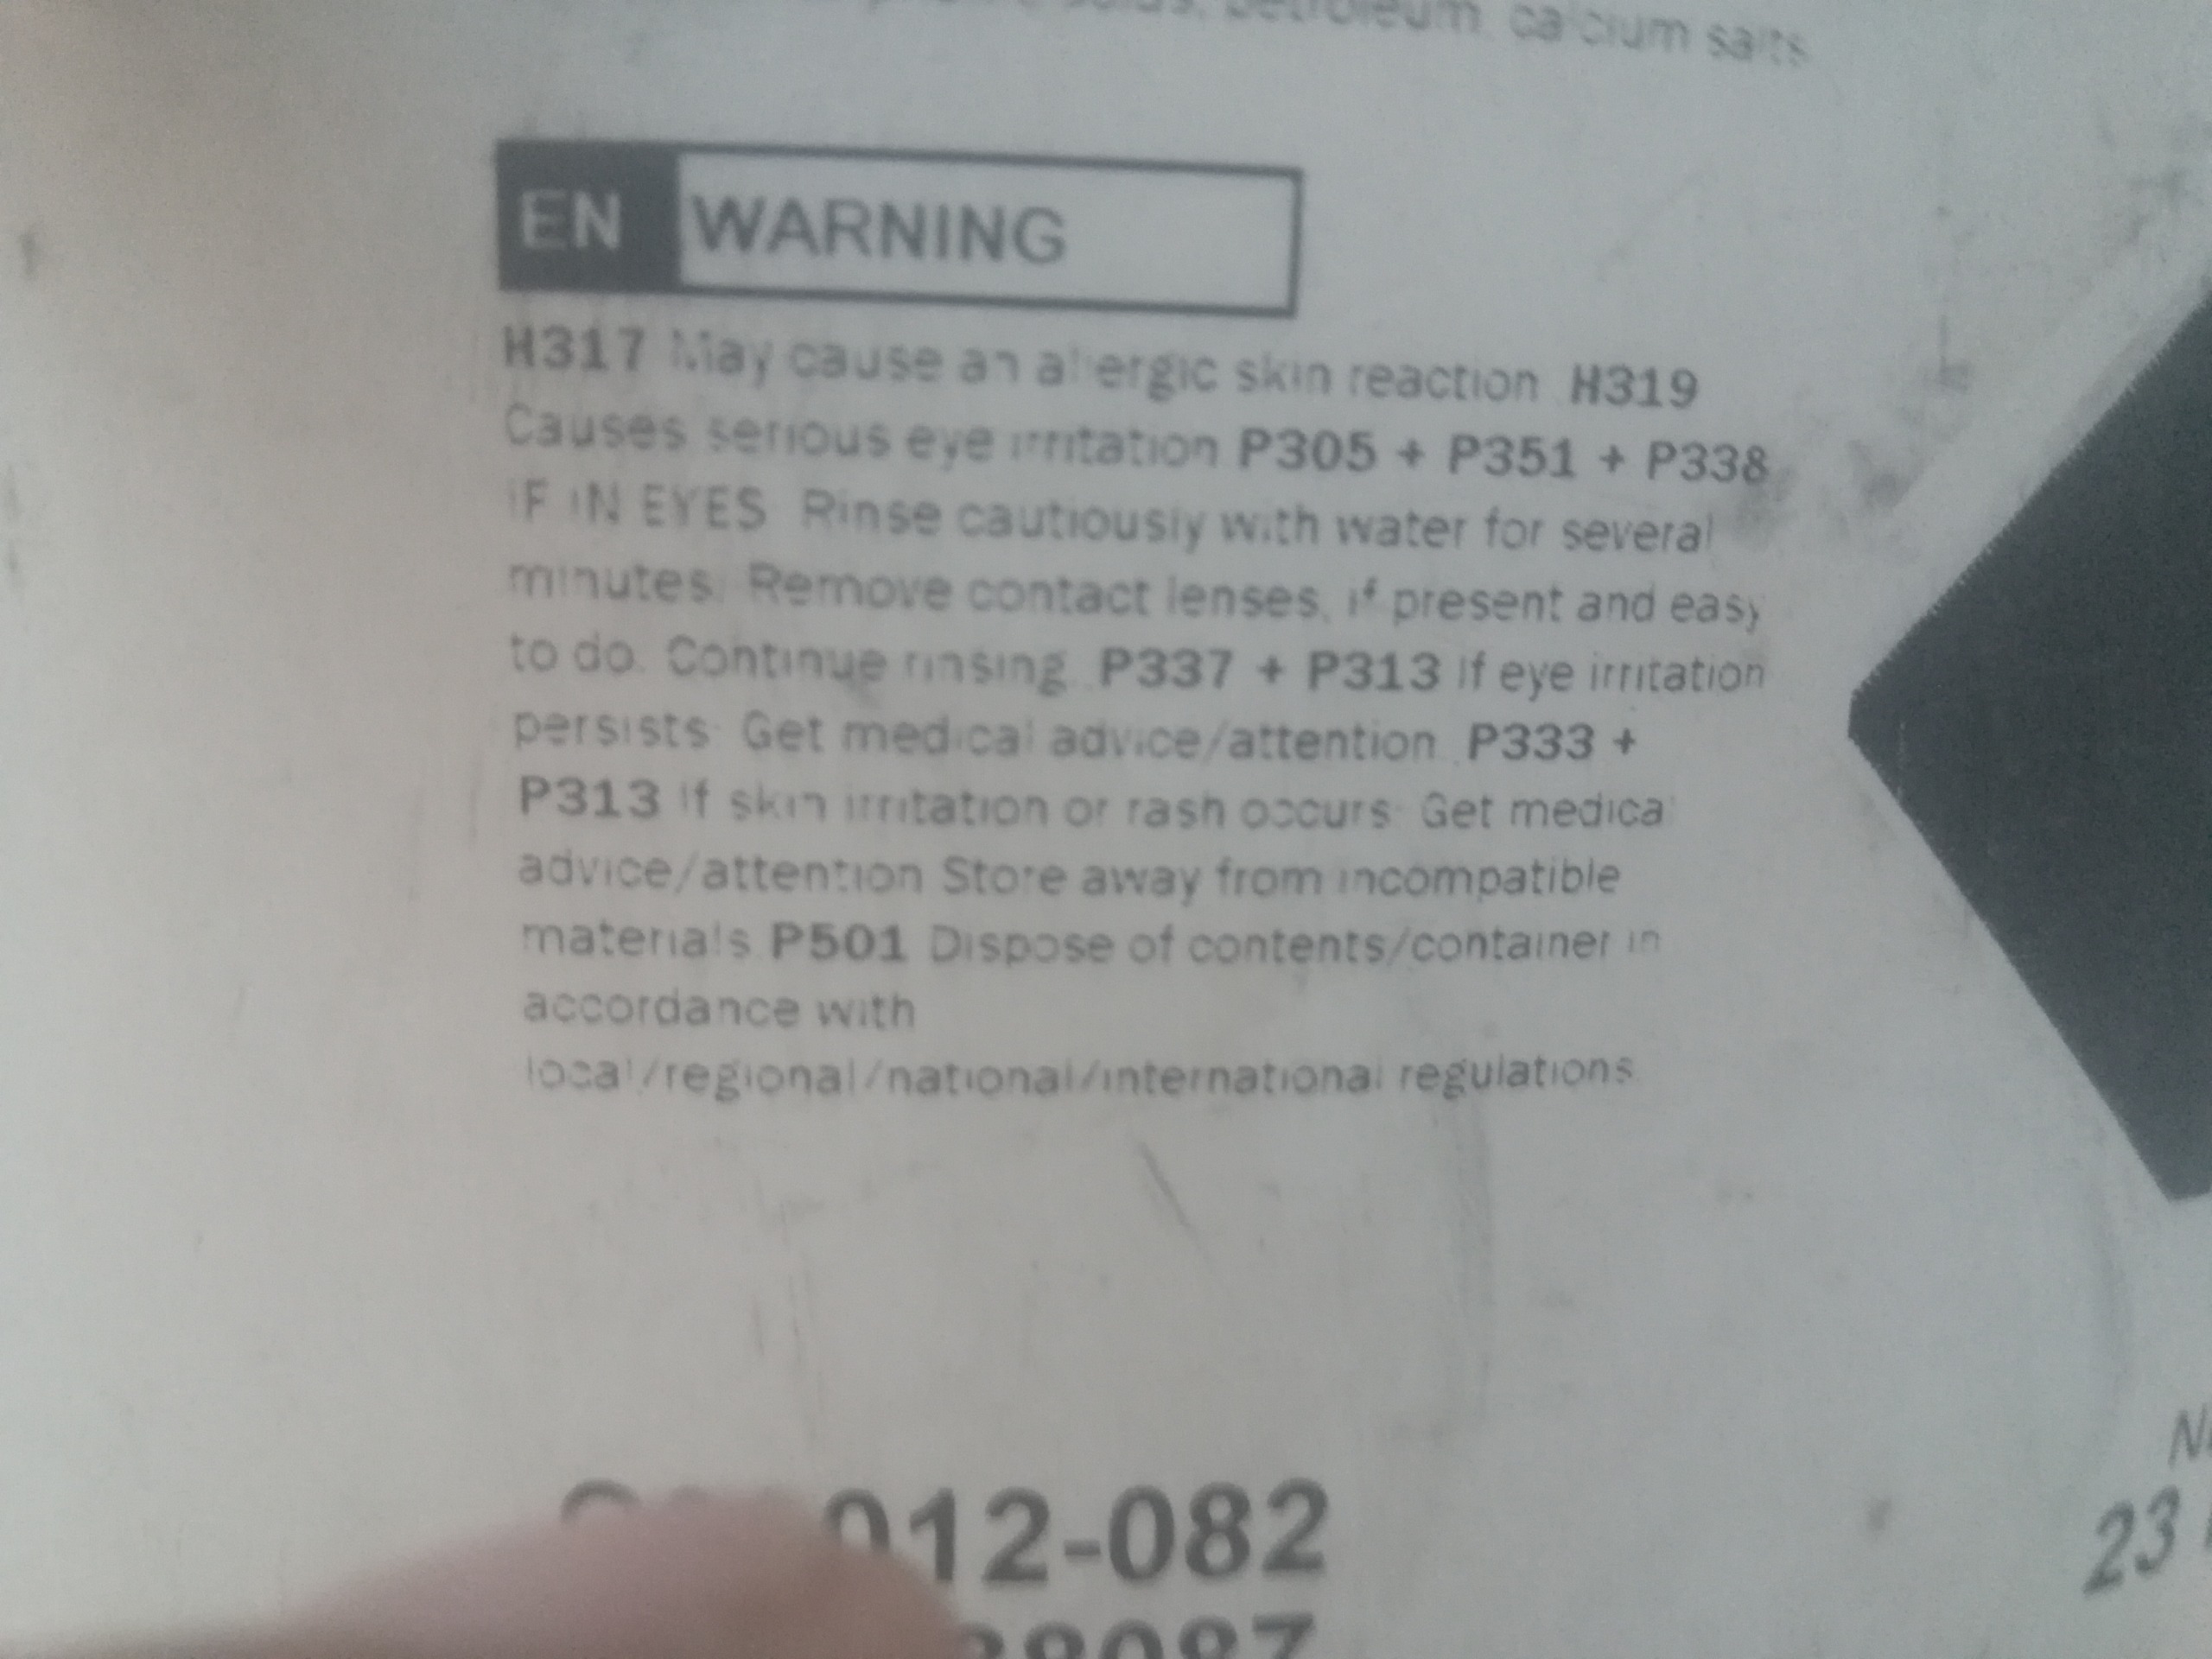 petroleum, calcium salts
EN WARNING
H317 May cause an allergic skin reaction H319
Causes serious eye irritation P305 + P351 + P338
IF IN EYES Rinse cautiously with water for several
minutes. Remove contact lenses, if present and easy
to do. Continue rinsing. P337 + P313 If eye irritation
persists: Get medical advice/attention. P333 +
P313 If skin irritation or rash occurs: Get medical
advice/attention Store away from incompatible
materials P501 Dispose of contents/container in
accordance with
local/regional/national/international regulations.
012-082
23